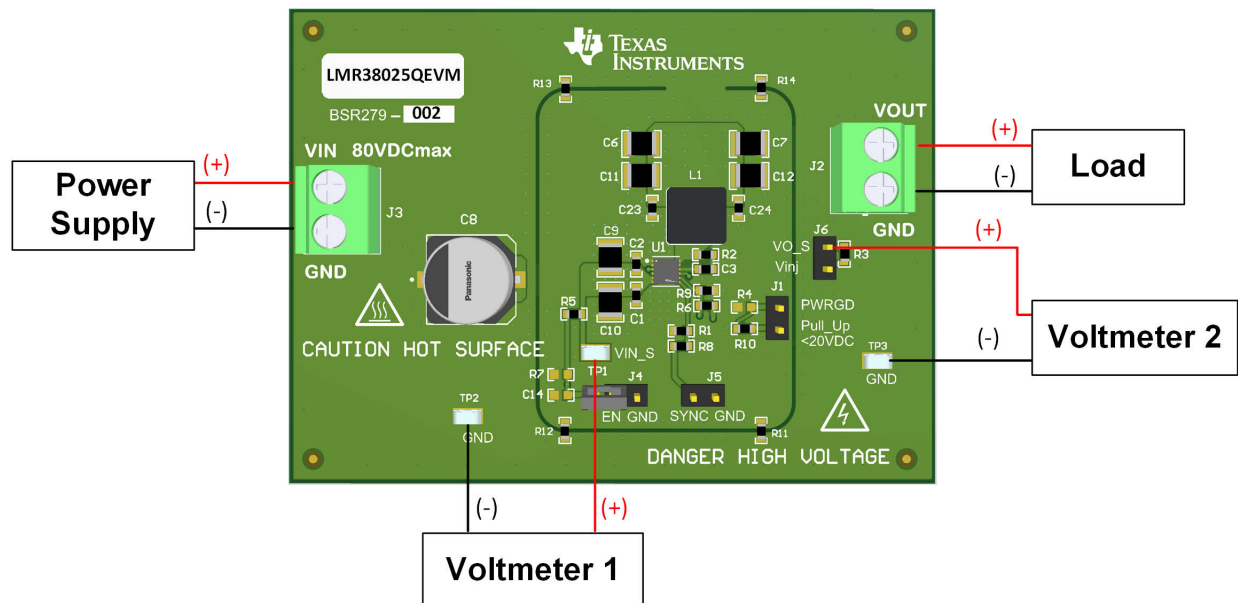 TEXAS
INSTRUMENTS
LMR38025QEVM
BSR279 – 002
R13
R14
VIN 80VDCmax
VOUT
(+)
(-)
Power
Supply
J3
GND
C8
Panasonic
C6
C7
C11
C12
L1
C23
C24
J2
(+)
(-)
Load
GND
C9
C2
U1
R2
C3
J6
VO_S
Vinj
R3
(+)
R5
C10
C1
R9
R6
R4
J1
PWRGD
Pull_Up
<20VDC
R10
R1
R8
CAUTION HOT SURFACE
VIN_S
TP1
R7
C14
J4
J5
EN GND
SYNC GND
TP3
GND
(-)
Voltmeter 2
TP2
GND
R12
R11
DANGER HIGH VOLTAGE
(-)
(+)
Voltmeter 1